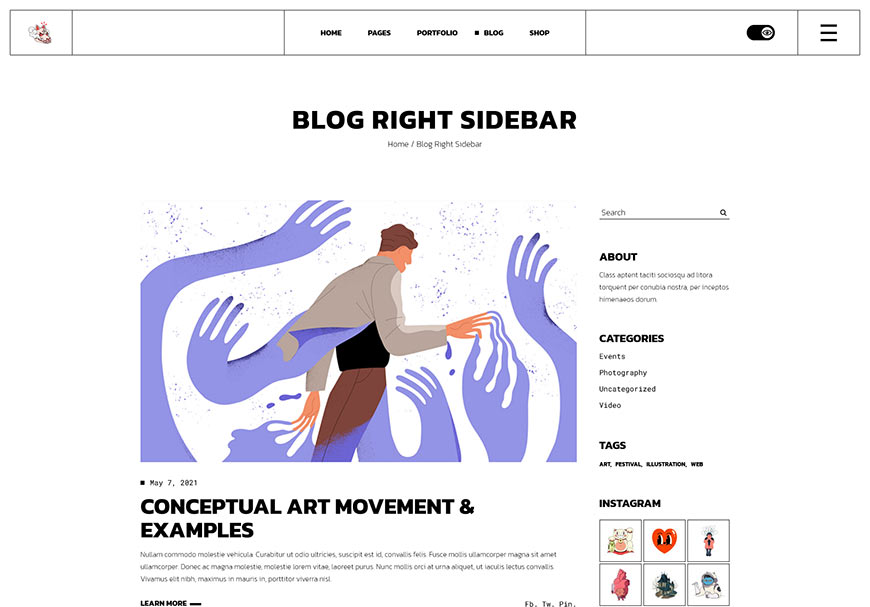 HOME PAGES PORTFOLIO BLOG SHOP
BLOG RIGHT SIDEBAR
Home / Blog Right Sidebar
May 7, 2021
CONCEPTUAL ART MOVEMENT &
EXAMPLES
Nullam commodo molestie vehicula. Curabitur ut odio ultricies, suscipit est id, convallis felis. Fusce mollis ullamcorper magna sit amet
ullamcorper. Donec ac magna molestie, molestie lorem vitae, laoreet purus. Nunc mollis orci at urna aliquet, ut iaculis lectus convallis.
Vivamus elit nibh, maximus in mauris in, porttitor viverra nisl.
LEARN MORE
Fb. Tw. Pin.
Search
ABOUT
Class aptent taciti sociosqu ad litora
torquent per conubia nostra, per inceptos
himenaeos dorum.
CATEGORIES
Events
Photography
Uncategorized
Video
TAGS
ART, FESTIVAL, ILLUSTRATION, WEB
INSTAGRAM